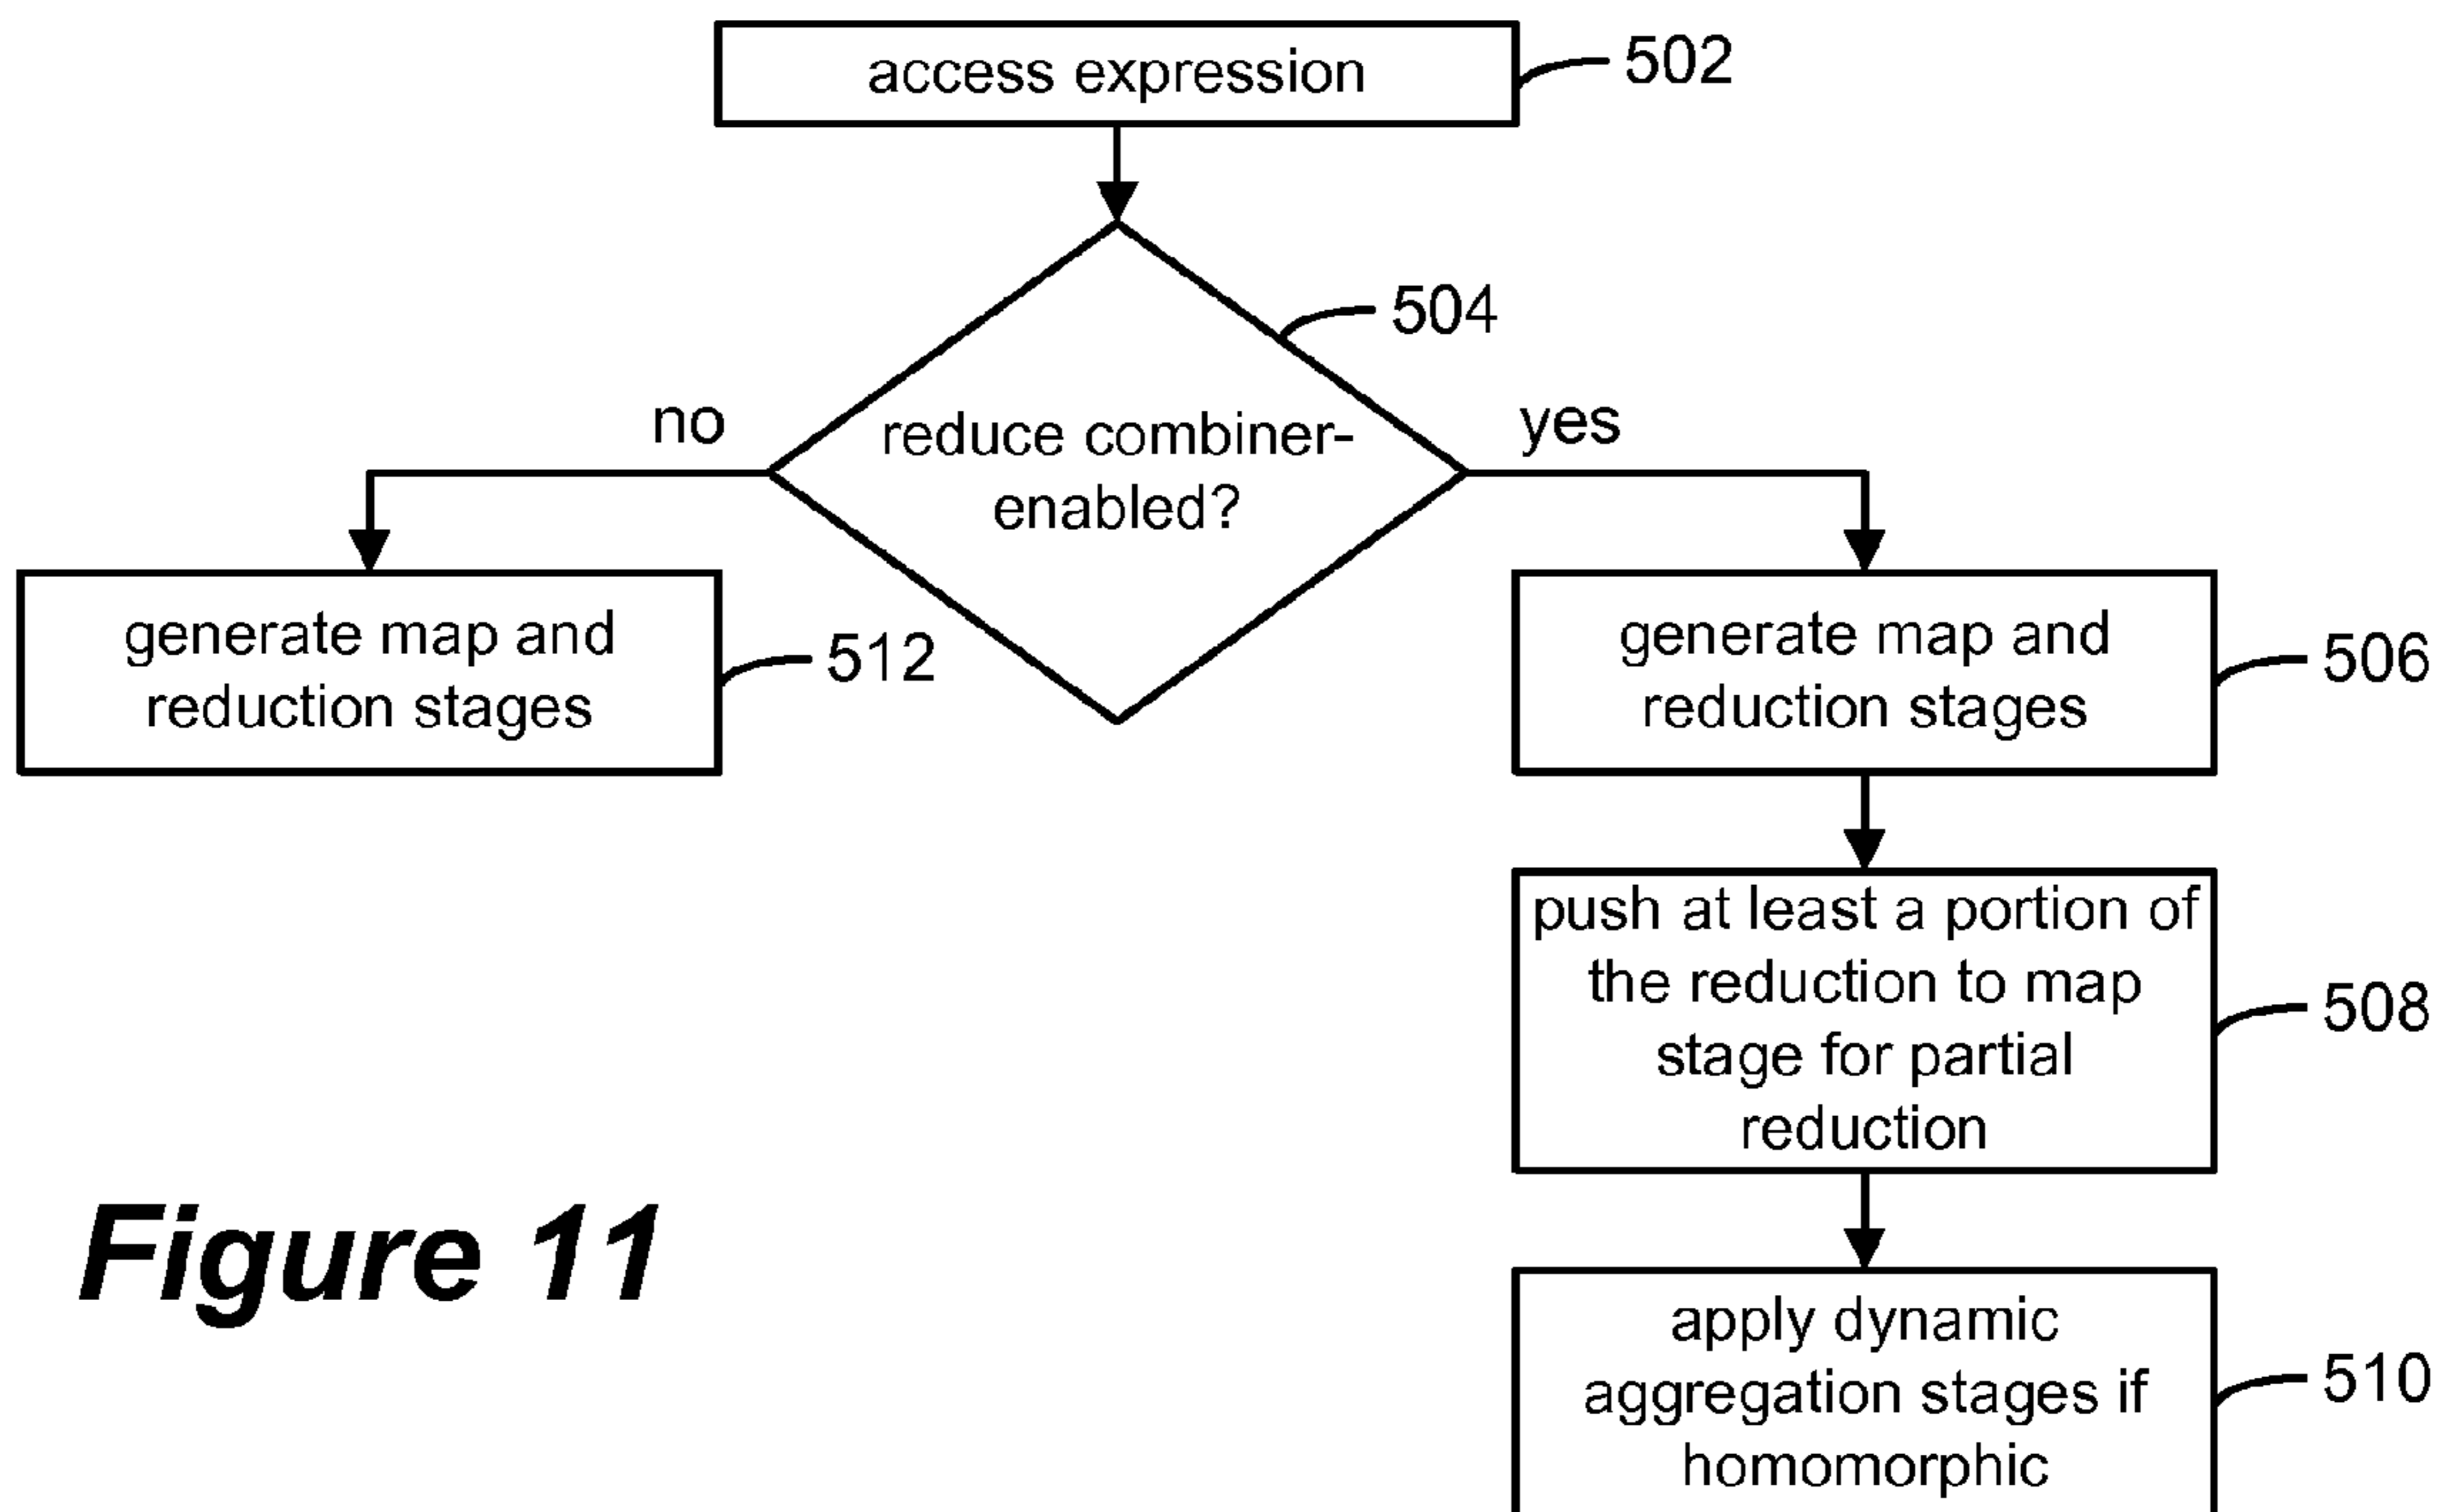 access expression
502
504
no
reduce combiner-
enabled?
yes
generate map and
reduction stages
512
generate map and
reduction stages
506
push at least a portion of
the reduction to map
stage for partial
reduction
508
Figure 11
apply dynamic
aggregation stages if
homomorphic
510